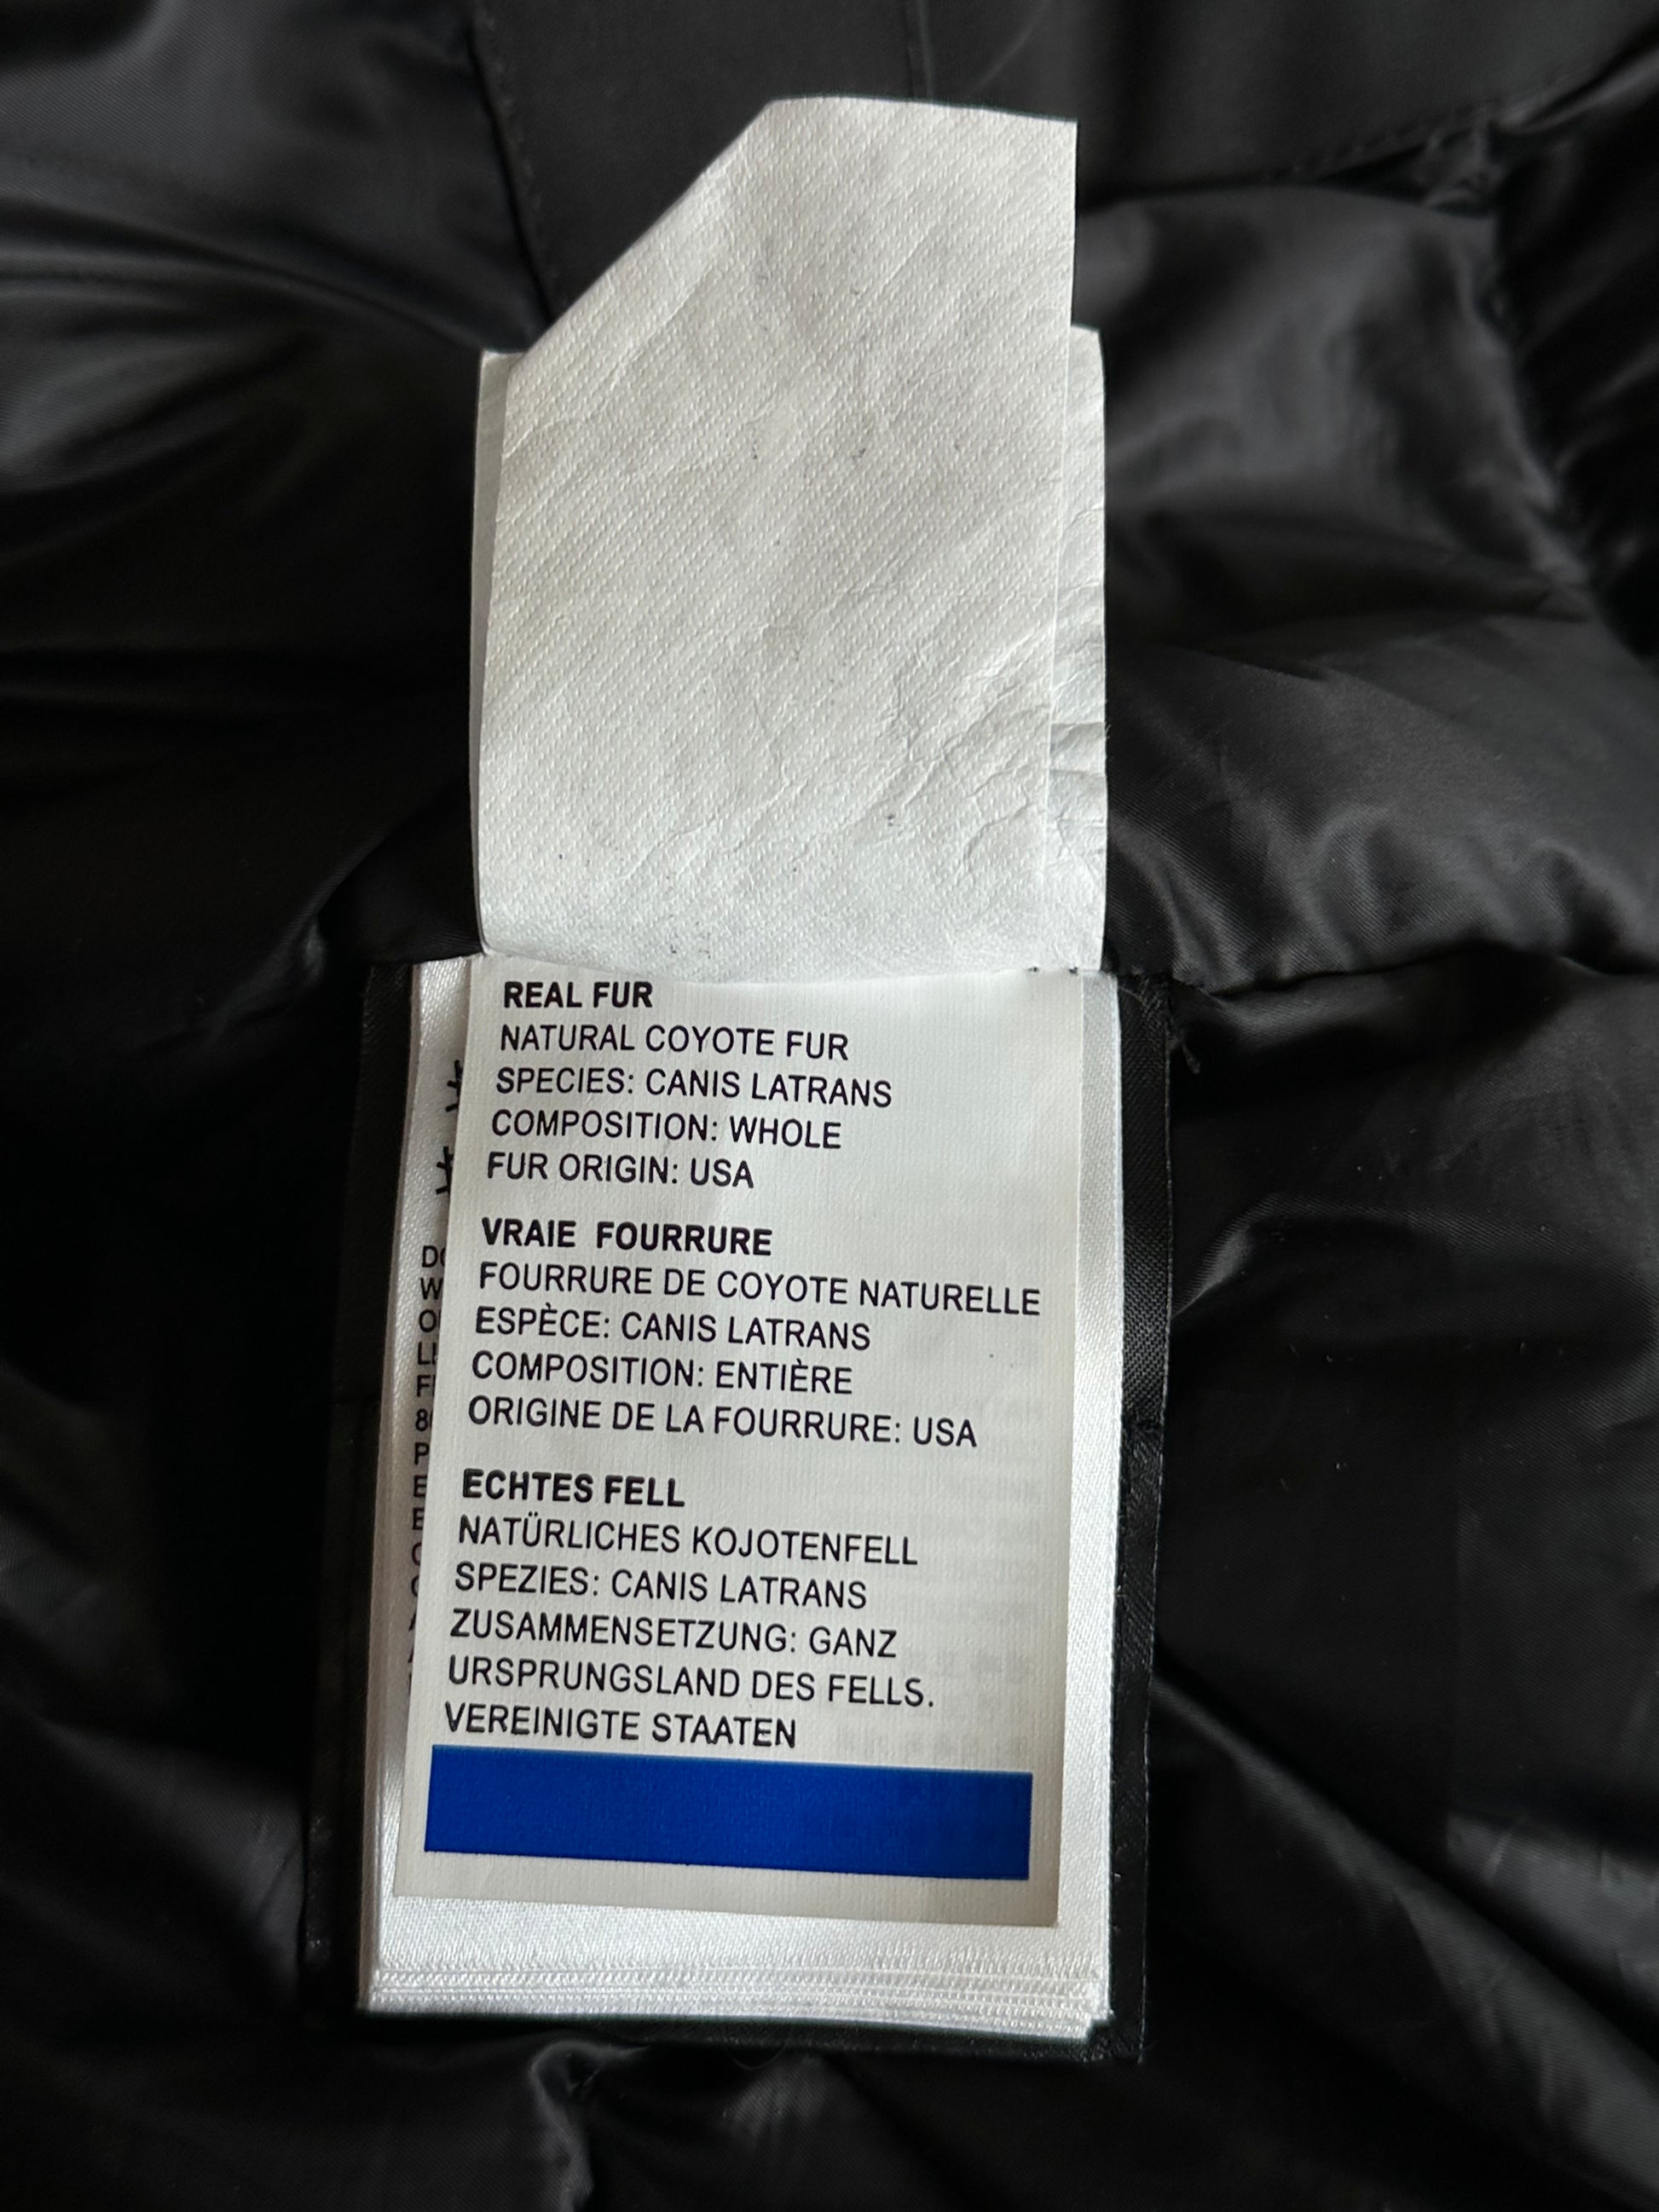 REAL FUR
NATURAL COYOTE FUR
SPECIES: CANIS LATRANS
COMPOSITION: WHOLE
FUR ORIGIN: USA
VRAIE FOURRURE
FOURRURE DE COYOTE NATURELLE
ESPÈCE: CANIS LATRANS
COMPOSITION: ENTIÈRE
ORIGINE DE LA FOURRURE: USA
ECHTES FELL
NATÜRLICHES KOJOTENFELL
SPEZIES: CANIS LATRANS
ZUSAMMENSETZUNG: GANZ
URSPRUNGSLAND DES FELLS.
VEREINIGTE STAATEN